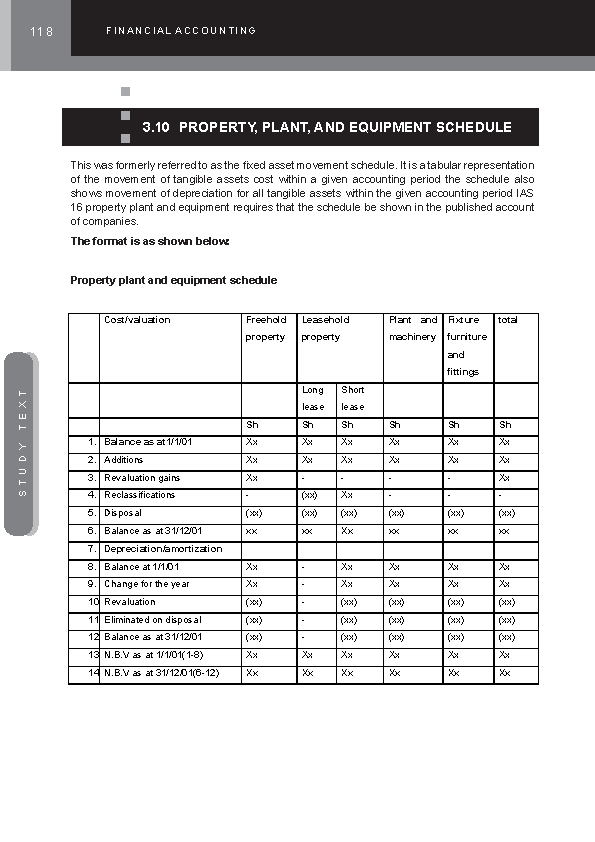 118
FINANCIAL ACCOUNTING
3.10 PROPERTY, PLANT, AND EQUIPMENT SCHEDULE
This was formerly referred to as the fixed asset movement schedule. It is a tabular representation
of the movement of tangible assets cost within a given accounting period the schedule also
shows movement of depreciation for all tangible assets within the given accounting period IAS
16 property plant and equipment requires that the schedule be shown in the published account
of companies.
The format is as shown below:
Property plant and equipment schedule
Cost/valuation Freehold property Leasehold property Plant and machinery Fixture furniture and fittings total
Long lease Short lease
Sh Sh Sh Sh Sh Sh
1. Balance as at 1/1/01 Xx Xx Xx Xx Xx Xx
2. Additions Xx Xx Xx Xx Xx Xx
3. Revaluation gains Xx - - - - Xx
4. Reclassifications - (xx) Xx - - -
5. Disposal (xx) (xx) (xx) (xx) (xx) (xx)
6. Balance as at 31/12/01 xx xx Xx xx xx xx
7. Depreciation/amortization
8. Balance at 1/1/01 Xx - Xx Xx Xx Xx
9. Change for the year Xx - Xx Xx Xx Xx
10 Revaluation (xx) - (xx) (xx) (xx) (xx)
11 Eliminated on disposal (xx) - (xx) (xx) (xx) (xx)
12 Balance as at 31/12/01 (xx) - (xx) (xx) (xx) (xx)
13 N.B.V as at 1/1/01(1-8) Xx Xx Xx Xx Xx Xx
14 N.B.V as at 31/12/01(6-12) Xx Xx Xx Xx Xx Xx
STUDY TEXT